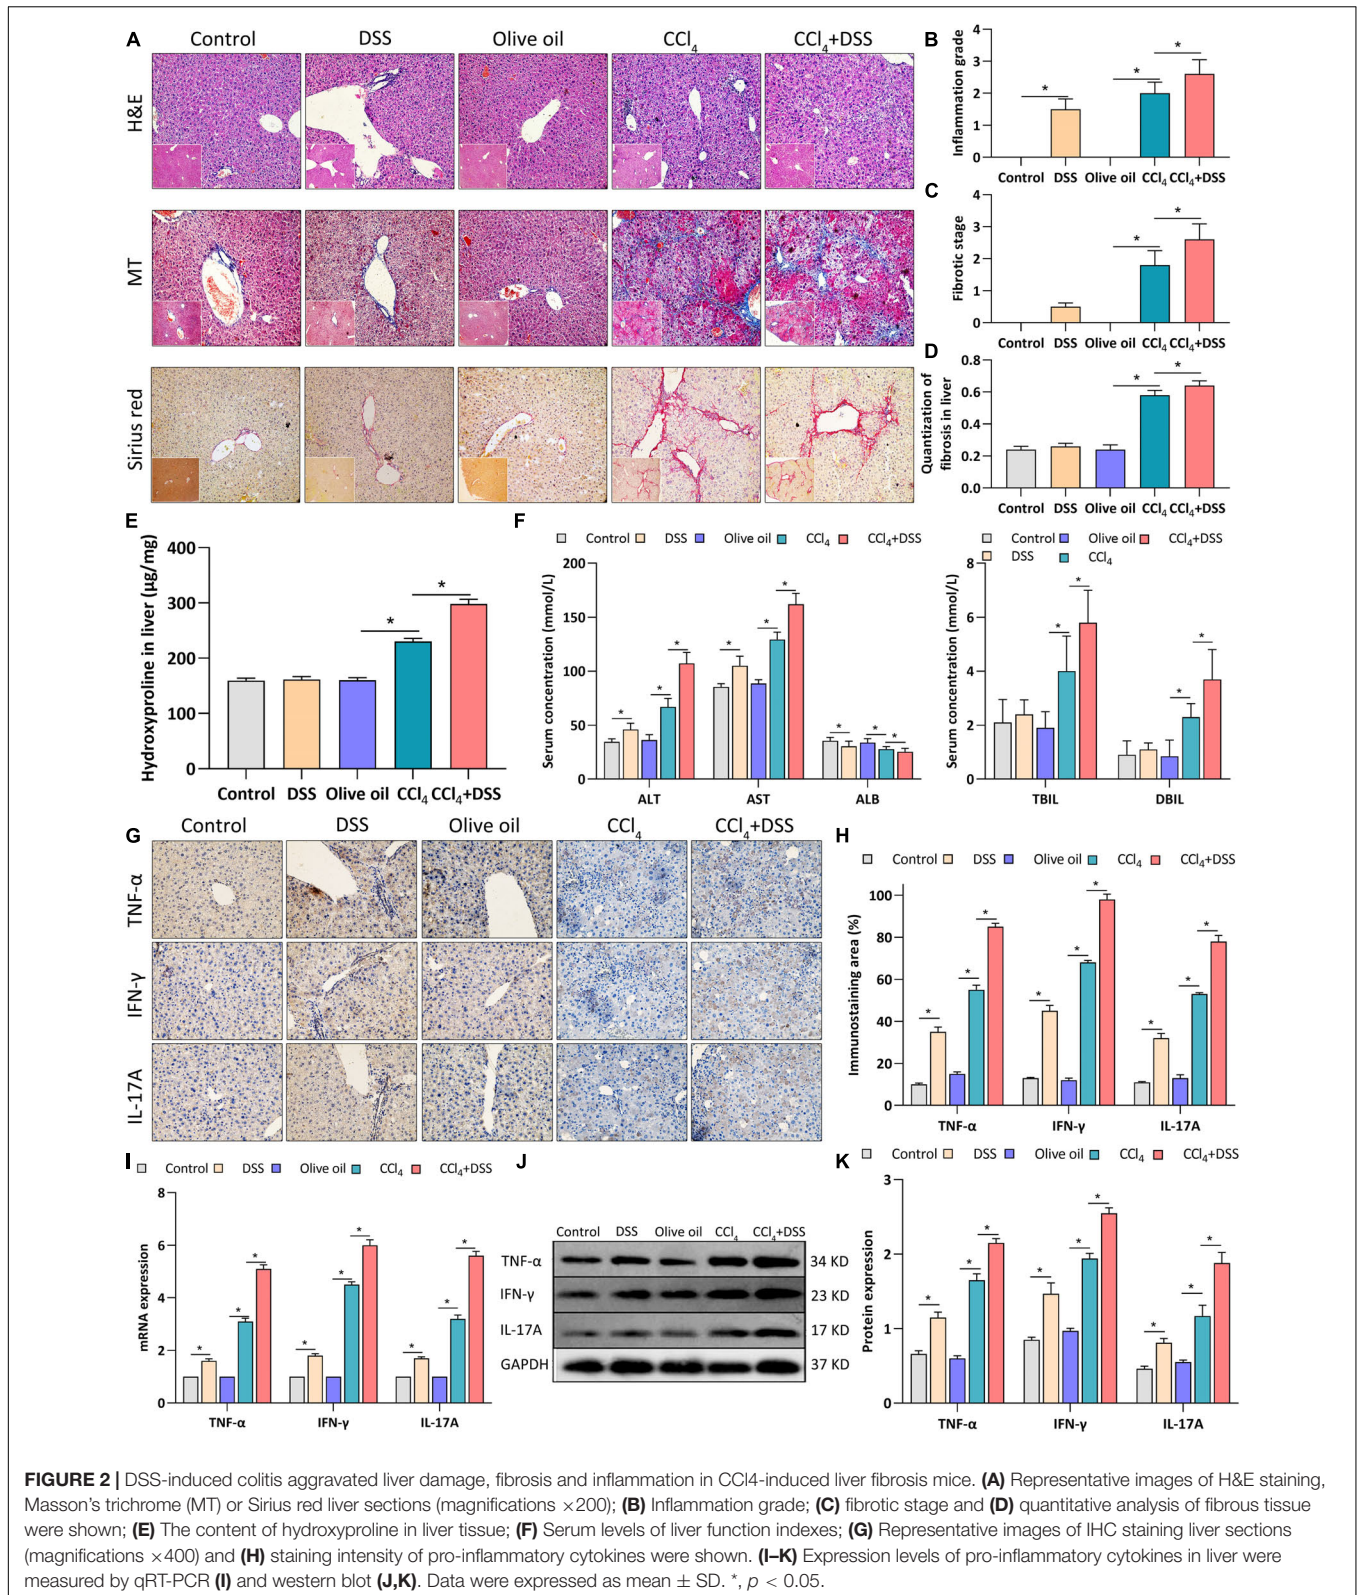 A
Control DSS Olive oil CCl₄ CCl₄+DSS
H&E
MT
Sirius red
B
Inflammation grade
4
3
2
1
0
* * *
Control DSS Olive oil CCl₄ CCl₄+DSS
C
Fibrotic stage
4
3
2
1
0
* *
Control DSS Olive oil CCl₄ CCl₄+DSS
D
Quantization of
fibrosis in liver
0.8
0.6
0.4
0.2
0.0
* *
Control DSS Olive oil CCl₄ CCl₄+DSS
E
Hydroxyproline in liver (μg/mg)
400
300
200
100
0
* *
Control DSS Olive oil CCl₄ CCl₄+DSS
F
Control DSS Olive oil CCl₄ CCl₄+DSS
Serum concentration (mmol/L)
200
150
100
50
0
* * * * * * * * *
ALT AST ALB
Control Olive oil CCl₄+DSS
DSS CCl₄
Serum concentration (mmol/L)
8
6
4
2
0
* * * *
TBIL DBIL
G
Control DSS Olive oil CCl₄ CCl₄+DSS
TNF-α
IFN-γ
IL-17A
H
Control DSS Olive oil CCl₄ CCl₄+DSS
Immunostaining area (%)
100
80
60
40
20
0
* * * * * * * * *
TNF-α IFN-γ IL-17A
I
Control DSS Olive oil CCl₄ CCl₄+DSS
mRNA expression
8
6
4
2
0
* * * * * * * * *
TNF-α IFN-γ IL-17A
J
Control DSS Olive oil CCl₄ CCl₄+DSS
TNF-α 34 KD
IFN-γ 23 KD
IL-17A 17 KD
GAPDH 37 KD
K
Control DSS Olive oil CCl₄ CCl₄+DSS
Protein expression
3
2
1
0
* * * * * * * * *
TNF-α IFN-γ IL-17A
FIGURE 2 | DSS-induced colitis aggravated liver damage, fibrosis and inflammation in CCl4-induced liver fibrosis mice. (A) Representative images of H&E staining,
Masson's trichrome (MT) or Sirius red liver sections (magnifications ×200); (B) Inflammation grade; (C) fibrotic stage and (D) quantitative analysis of fibrous tissue
were shown; (E) The content of hydroxyproline in liver tissue; (F) Serum levels of liver function indexes; (G) Representative images of IHC staining liver sections
(magnifications ×400) and (H) staining intensity of pro-inflammatory cytokines were shown. (I–K) Expression levels of pro-inflammatory cytokines in liver were
measured by qRT-PCR (I) and western blot (J,K). Data were expressed as mean ± SD. *, p < 0.05.